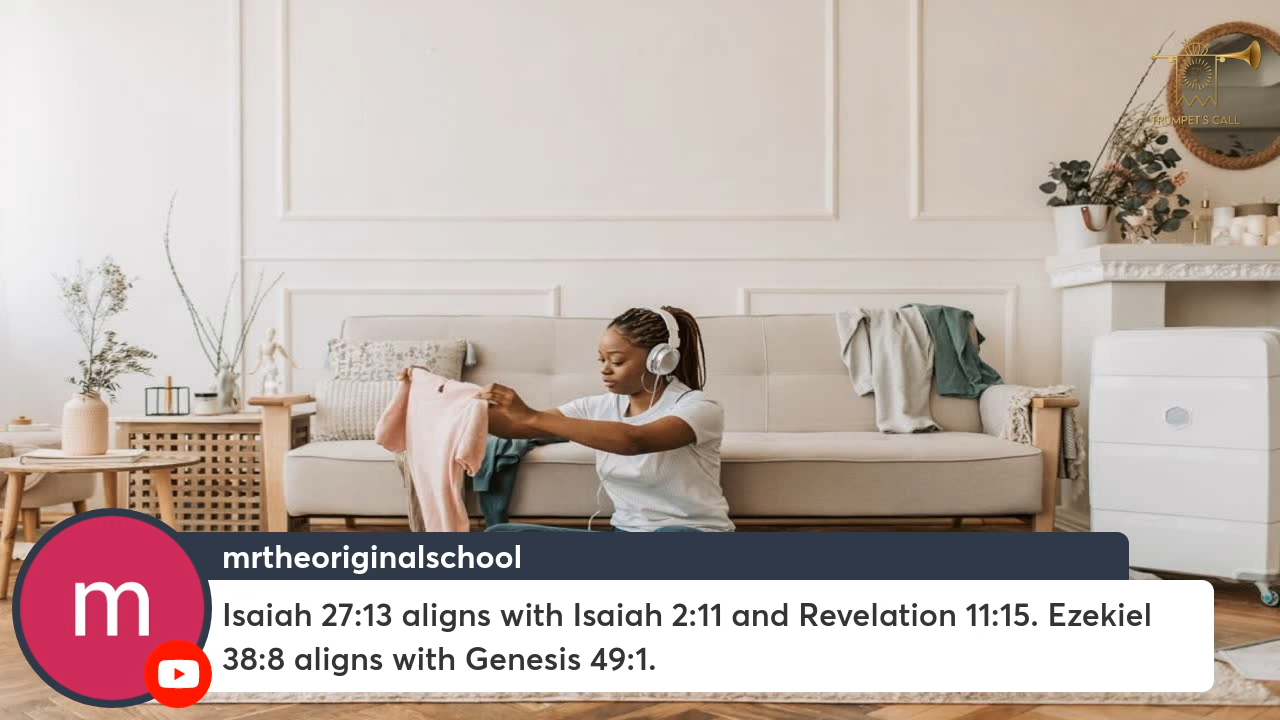 TRUMPET'S CALL
mrtheoriginalschool
m
Isaiah 27:13 aligns with Isaiah 2:11 and Revelation 11:15. Ezekiel
38:8 aligns with Genesis 49:1.